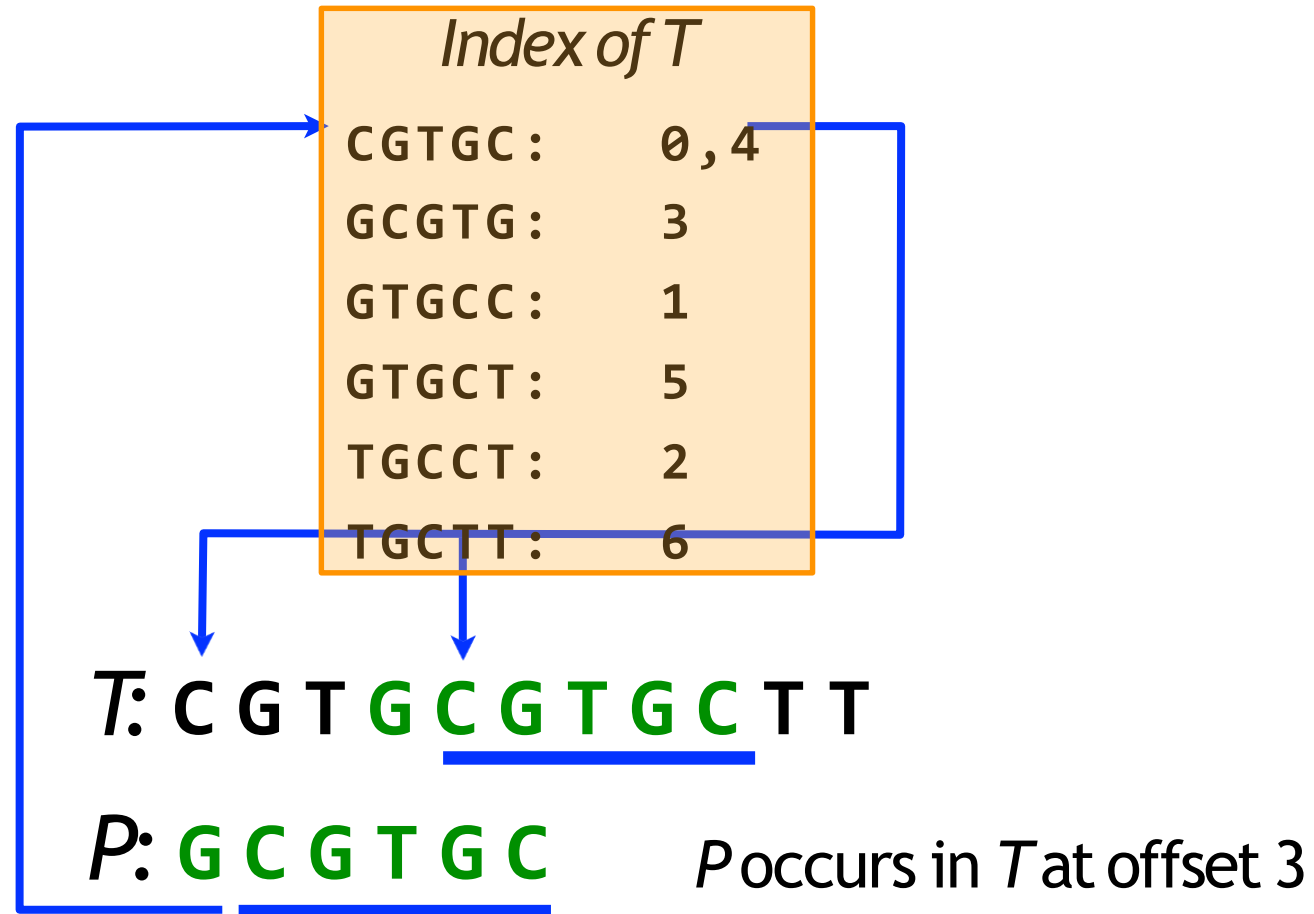 Index of T
CGTGC: 0,4
GCGTG: 3
GTGCC: 1
GTGCT: 5
TGCCT: 2
TGCTT: 6
T: C G T G C G T G C T T
P: G C G T G C
P occurs in T at offset 3